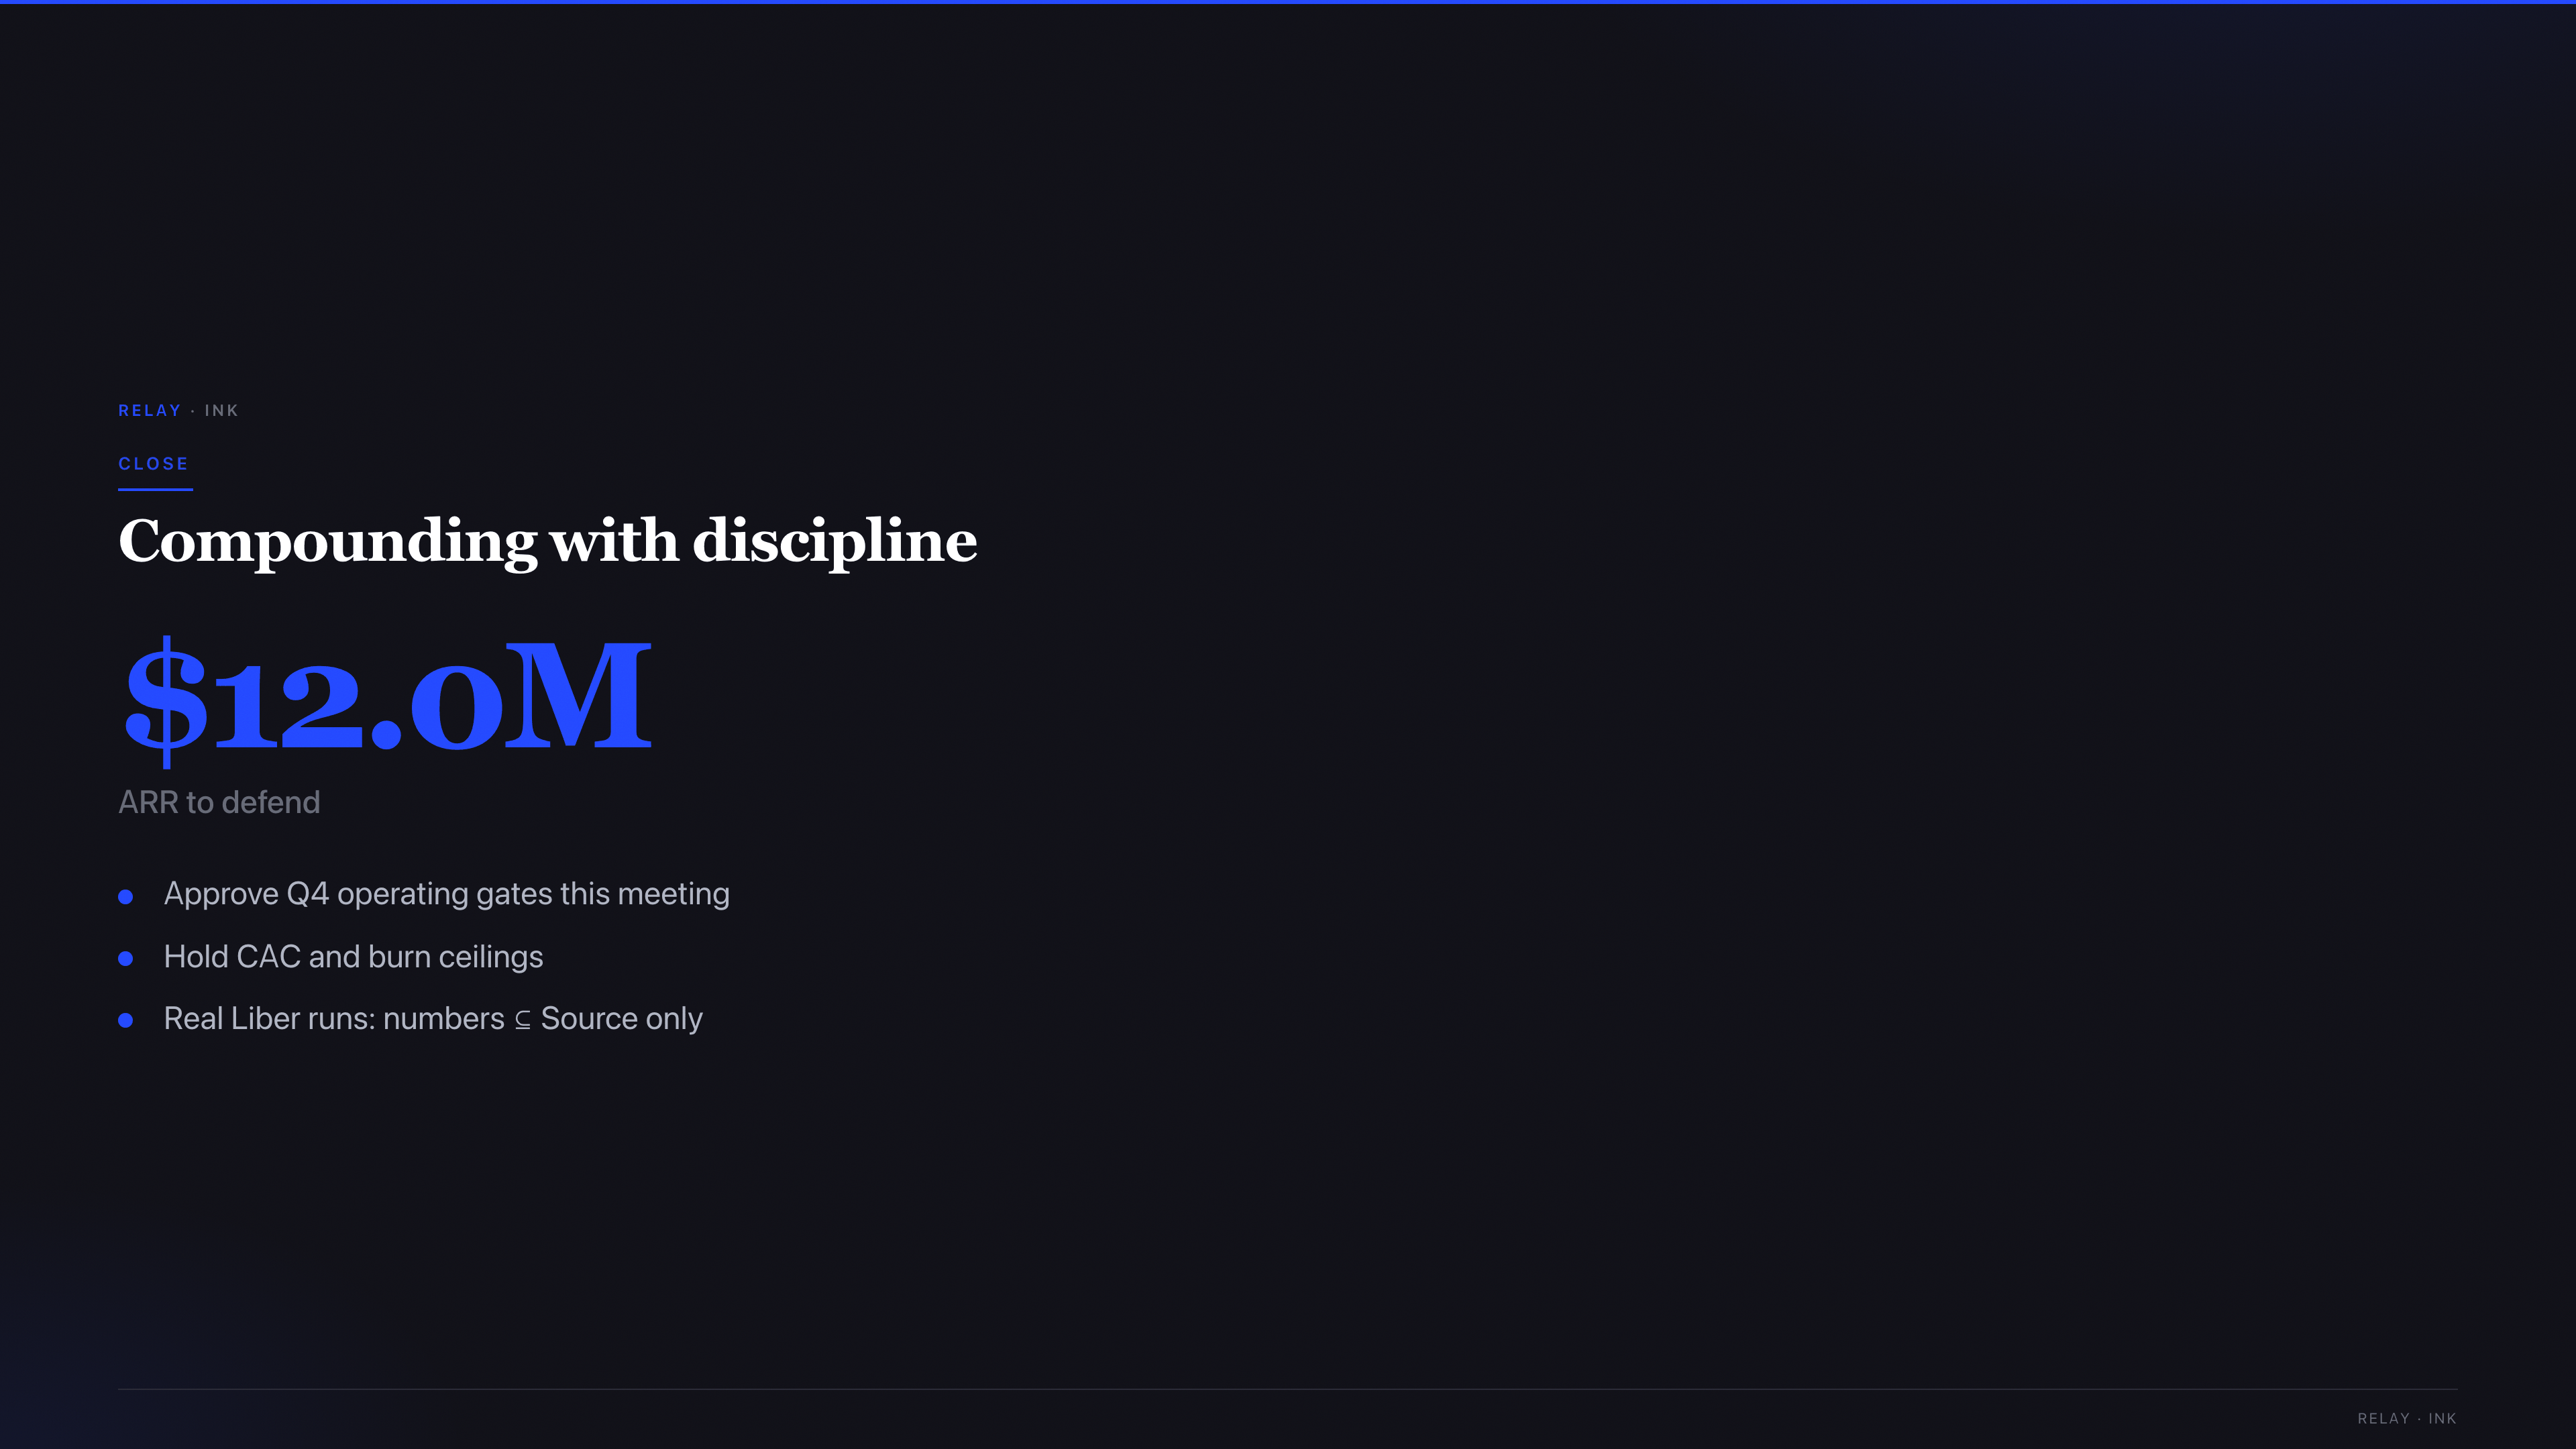 RELAY · INK
CLOSE
Compounding with discipline
$12.0M
ARR to defend
Approve Q4 operating gates this meeting
Hold CAC and burn ceilings
Real Liber runs: numbers ⊆ Source only
RELAY · INK